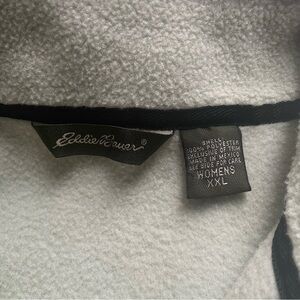 Eddie Bauer®
SHELL
100% POLYESTER
EXCLUSIVE OF TRIM
MADE IN MEXICO
SEE SIDE FOR CARE
WOMENS
XXL